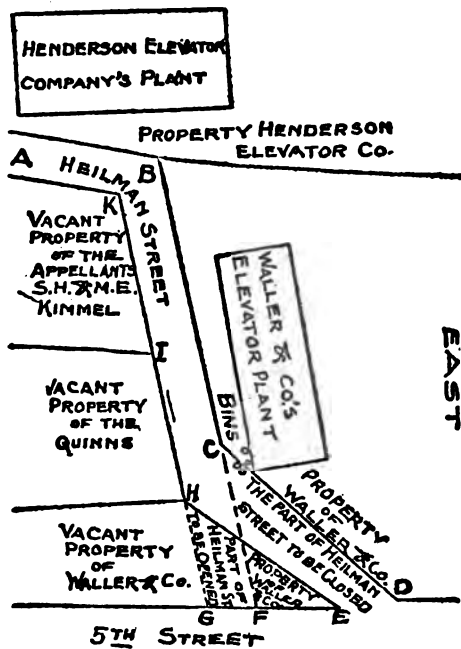 HENDERSON ELEVATOR
COMPANY'S PLANT
PROPERTY HENDERSON
ELEVATOR CO.
A
HEILMAN STREET
B
K
VACANT
PROPERTY
OF THE
APPELLANTS
S.H. & M.E.
KIMMEL
WALLER & CO.'S
ELEVATOR PLANT
EAST
I
VACANT
PROPERTY
OF THE
QUINNS
BINS
C
PROPERTY
OF
WALLER & CO.
THE PART OF HEILMAN
STREET TO BE CLOSED
H
D
VACANT
PROPERTY
OF
WALLER & CO.
PART OF
HEILMAN ST.
TO BE OPENED
PROPERTY
WALLER
& CO.
G
F
E
5TH STREET